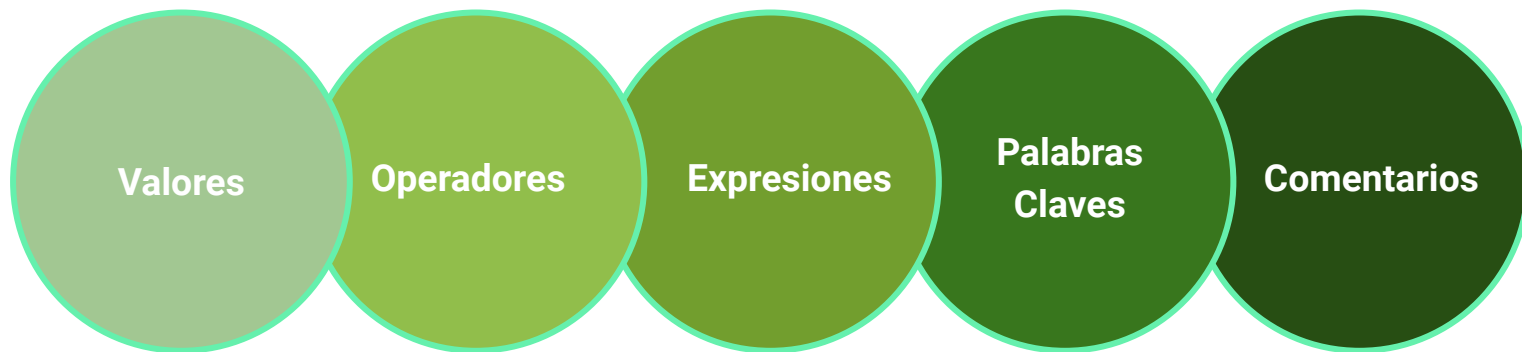 Valores
Operadores
Expresiones
Palabras
Claves
Comentarios